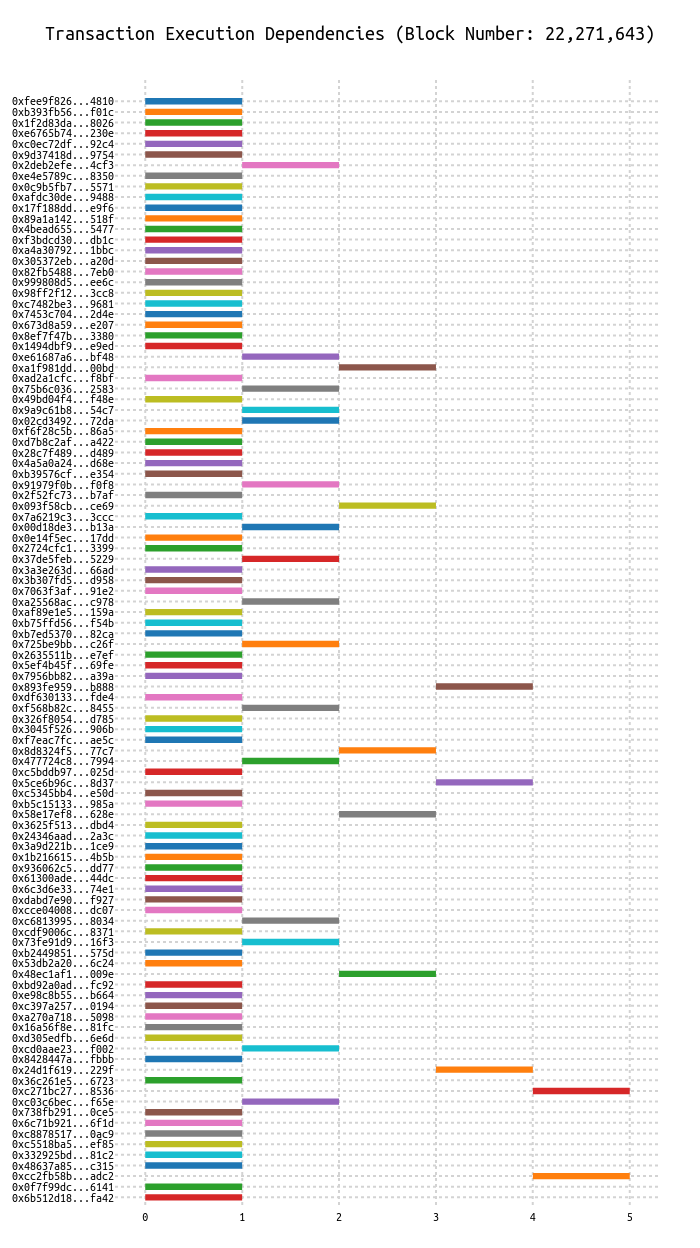 Transaction Execution Dependencies (Block Number: 22,271,643)
0xfee9f826...4810
0xb393fb56...f01c
0x1f2d83da...8026
0xe6765b74...230e
0xc0ec72df...92c4
0x9d37418d...9754
0x2deb2efe...4cf3
0xe4e5789c...8350
0x0c9b5fb7...5571
0xafdc30de...9488
0x17f188dd...e9f6
0x89a1a142...518f
0x4bead655...5477
0xf3bdcd30...db1c
0xa4a30792...1bbc
0x305372eb...a20d
0x82fb5488...7eb0
0x999808d5...ee6c
0x98ff2f12...3cc8
0xc7482be3...9681
0x7453c704...2d4e
0x673d8a59...e207
0x8ef7f47b...3380
0x1494dbf9...e9ed
0xe61687a6...bf48
0xa1f981dd...00bd
0xad2a1cfc...f8bf
0x75b6c036...2583
0x49bd04f4...f48e
0x9a9c61b8...54c7
0x02cd3492...72da
0xf6f28c5b...86a5
0xd7b8c2af...a422
0x28c7f489...d489
0x4a5a0a24...d68e
0xb39576cf...e354
0x91979f0b...f0f8
0x2f52fc73...b7af
0x093f58cb...ce69
0x7a6219c3...3ccc
0x00d18de3...b13a
0x0e14f5ec...17dd
0x2724cfc1...3399
0x37de5feb...5229
0x3a3e263d...66ad
0x3b307fd5...d958
0x7063f3af...91e2
0xa25568ac...c978
0xaf89e1e5...159a
0xb75ffd56...f54b
0xb7ed5370...82ca
0x725be9bb...c26f
0x2635511b...e7ef
0x5ef4b45f...69fe
0x7956bb82...a39a
0x893fe959...b888
0xdf630133...fde4
0xf568b82c...8455
0x326f8054...d785
0x3045f526...906b
0xf7eac7fc...ae5c
0x8d8324f5...77c7
0x477724c8...7994
0xc5bddb97...025d
0x5ce6b96c...8d37
0xc5345bb4...e50d
0xb5c15133...985a
0x58e17ef8...628e
0x3625f513...dbd4
0x24346aad...2a3c
0x3a9d221b...1ce9
0x1b216615...4b5b
0x936062c5...dd77
0x61300ade...44dc
0x6c3d6e33...74e1
0xdabd7e90...f927
0xcce04008...dc07
0xc6813995...8034
0xcdf9006c...8371
0x73fe91d9...16f3
0xb2449851...575d
0x53db2a20...6c24
0x48ec1af1...009e
0xbd92a0ad...fc92
0xe98c8b55...b664
0xc397a257...0194
0xa270a718...5098
0x16a56f8e...81fc
0xd305edfb...6e6d
0xcd0aae23...f002
0x8428447a...fbbb
0x24d1f619...229f
0x36c261e5...6723
0xc271bc27...8536
0xc03c6bec...f65e
0x738fb291...0ce5
0x6c71b921...6f1d
0xc8878517...0ac9
0xc5518ba5...ef85
0x332925bd...81c2
0x48637a85...c315
0xcc2fb58b...adc2
0x0f7f99dc...6141
0x6b512d18...fa42
0 1 2 3 4 5